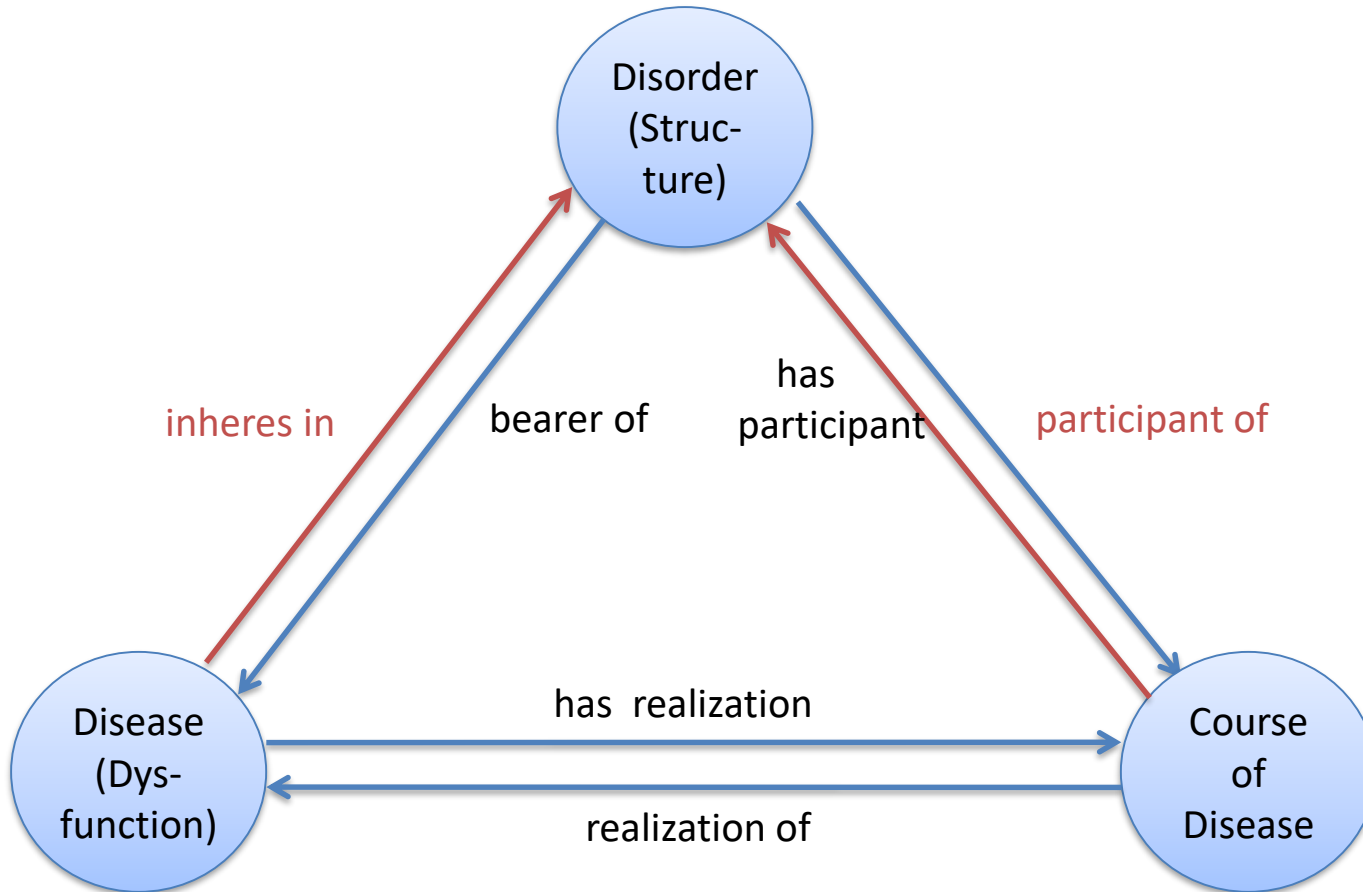 Disorder
(Struc-
ture)
inheres in
bearer of
has
participant
participant of
Disease
(Dys-
function)
has  realization
realization of
Course
of
Disease